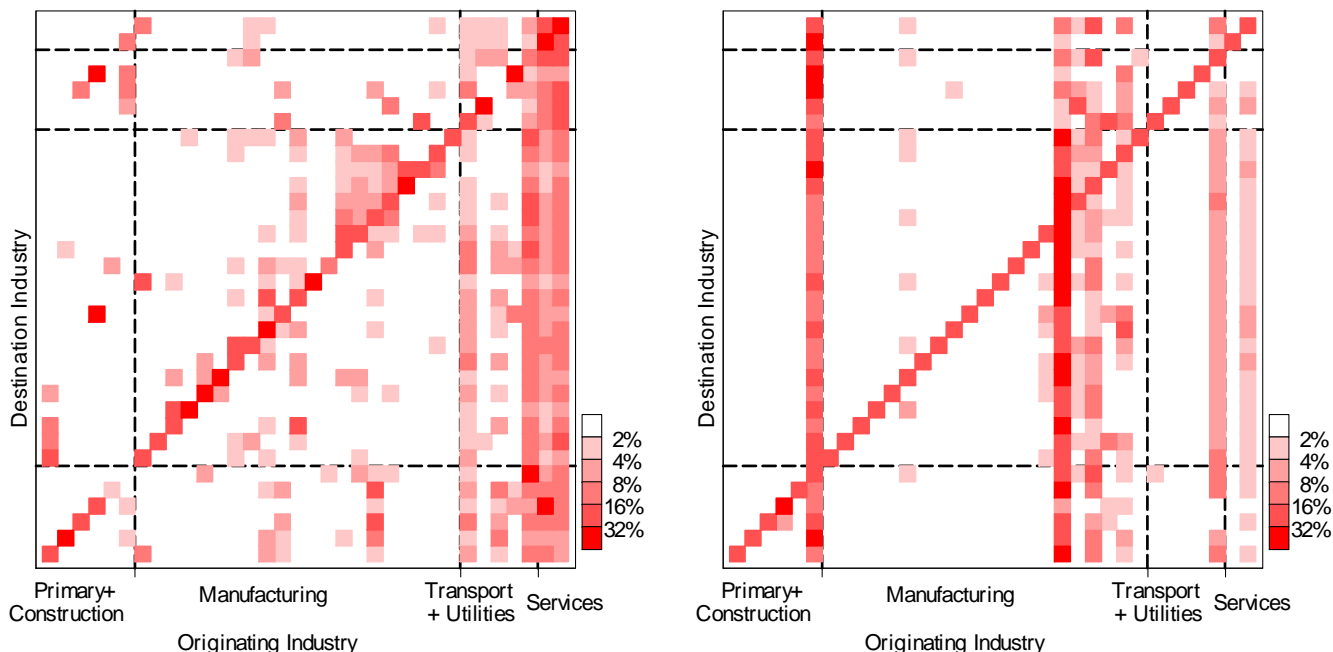 Destination Industry
2%
4%
8%
16%
32%
Primary+
Construction
Manufacturing
Transport
+ Utilities
Services
Originating Industry
Destination Industry
2%
4%
8%
16%
32%
Primary+
Construction
Manufacturing
Transport
+ Utilities
Services
Originating Industry